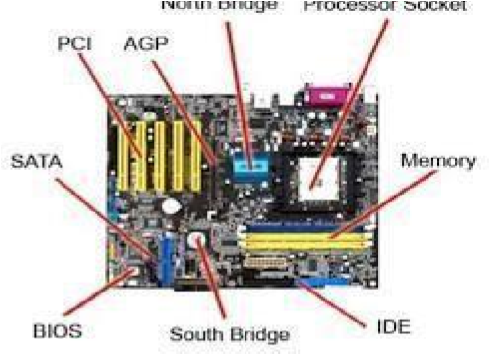 North Bridge Processor Socket
PCI AGP
SATA
Memory
BIOS
South Bridge
IDE